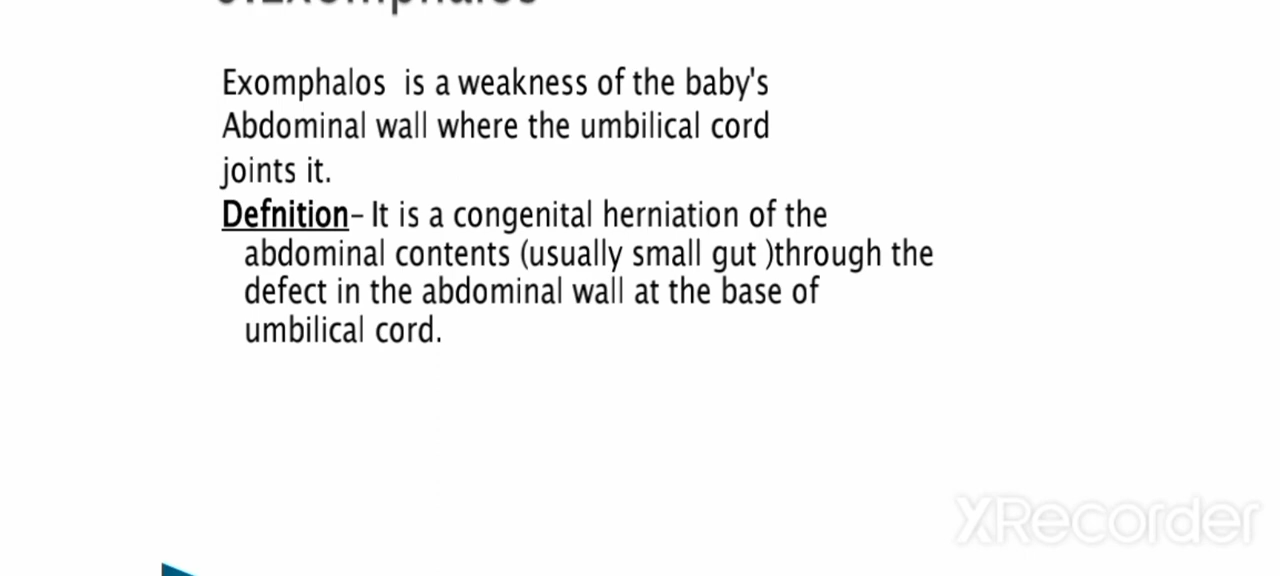 Exomphalos is a weakness of the baby's
Abdominal wall where the umbilical cord
joints it.
Defnition- It is a congenital herniation of the
abdominal contents (usually small gut )through the
defect in the abdominal wall at the base of
umbilical cord.
XRecorder